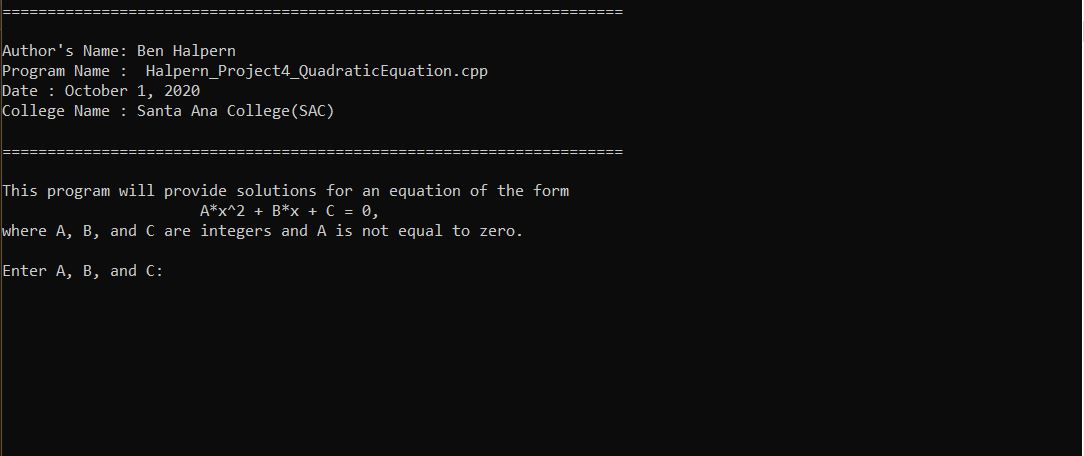 =====================================================================
Author's Name: Ben Halpern
Program Name :  Halpern_Project4_QuadraticEquation.cpp
Date : October 1, 2020
College Name : Santa Ana College(SAC)
=====================================================================
This program will provide solutions for an equation of the form
A*x^2 + B*x + C = 0,
where A, B, and C are integers and A is not equal to zero.
Enter A, B, and C: